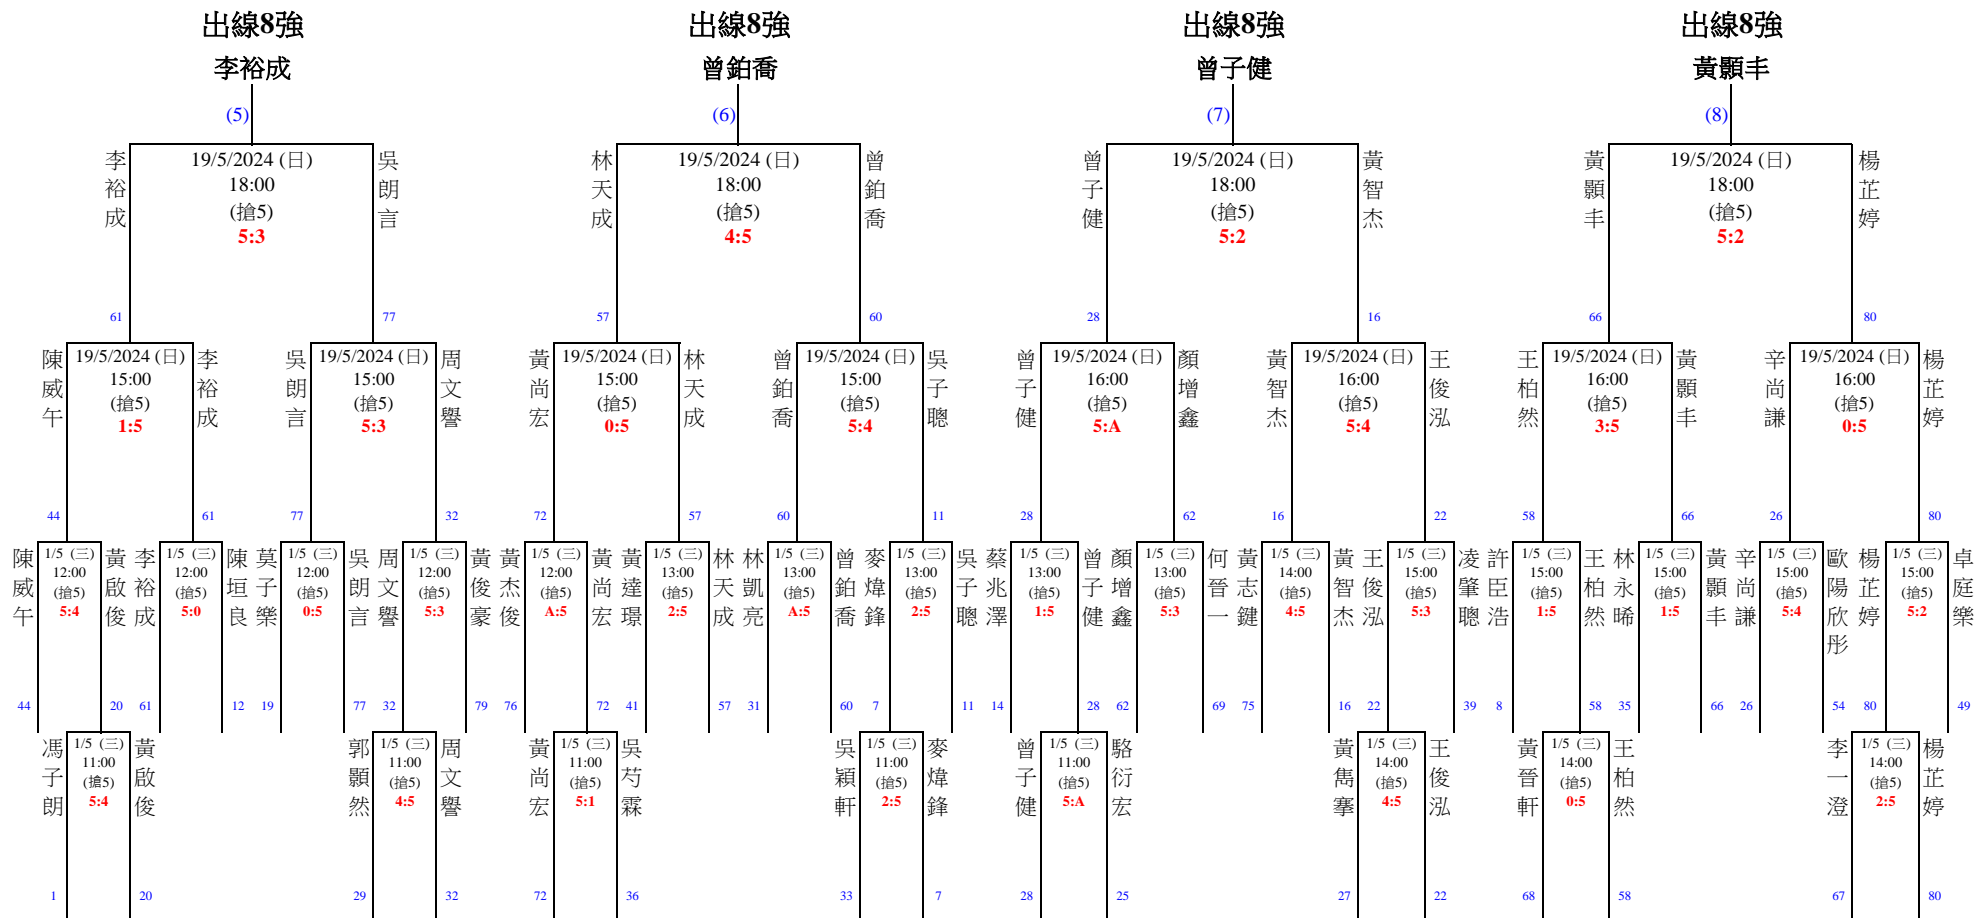 出線8強 出線8強 出線8強 出線8強
李裕成 曾鉑喬 曾子健 黃顥丰
(5) (6) (7) (8)
李裕成 19/5/2024 (日) 吳朗言 林天成 19/5/2024 (日) 曾鉑喬 曾子健 19/5/2024 (日) 黃智杰 黃顥丰 19/5/2024 (日) 楊芷婷
18:00 18:00 18:00 18:00
(搶5) (搶5) (搶5) (搶5)
5:3 4:5 5:2 5:2
61 77 57 60 28 16 66 80
陳威午 19/5/2024 (日) 李裕成 吳朗言 19/5/2024 (日) 周文譽 黃尚宏 19/5/2024 (日) 林天成 曾鉑喬 19/5/2024 (日) 吳子聰 曾子健 19/5/2024 (日) 顏增鑫 黃智杰 19/5/2024 (日) 王俊泓 王柏然 19/5/2024 (日) 黃顥丰 辛尚謙 19/5/2024 (日) 楊芷婷
15:00 15:00 15:00 15:00 16:00 16:00 16:00 16:00
(搶5) (搶5) (搶5) (搶5) (搶5) (搶5) (搶5) (搶5)
1:5 5:3 0:5 5:4 5:A 5:4 3:5 0:5
44 61 77 32 72 57 60 11 28 62 16 22 58 66 26 80
陳威午 1/5 (三) 黃啟俊 李裕成 1/5 (三) 陳垣良 莫子樂 1/5 (三) 吳朗言 周文譽 1/5 (三) 黃俊豪 黃杰俊 1/5 (三) 黃尚宏 黃達璟 1/5 (三) 林天成 林凱亮 1/5 (三) 曾鉑喬 麥煒鋒 1/5 (三) 吳子聰 蔡兆澤 1/5 (三) 曾子健 顏增鑫 1/5 (三) 何晉一 黃志鍵 1/5 (三) 黃智杰 王俊泓 1/5 (三) 凌肇聰 許臣浩 1/5 (三) 王柏然 林永晞 1/5 (三) 黃顥丰 辛尚謙 1/5 (三) 歐陽欣彤 楊芷婷 1/5 (三) 卓庭樂
12:00 12:00 12:00 12:00 12:00 13:00 13:00 13:00 13:00 13:00 14:00 15:00 15:00 15:00 15:00 15:00
(搶5) (搶5) (搶5) (搶5) (搶5) (搶5) (搶5) (搶5) (搶5) (搶5) (搶5) (搶5) (搶5) (搶5) (搶5) (搶5)
5:4 5:0 0:5 5:3 A:5 2:5 A:5 2:5 1:5 5:3 4:5 5:3 1:5 1:5 5:4 5:2
44 20 61 12 19 77 32 79 76 72 41 57 31 60 7 11 14 28 62 69 75 16 22 39 8 58 35 66 26 54 80 49
馮子朗 1/5 (三) 黃啟俊 郭顥然 1/5 (三) 周文譽 黃尚宏 1/5 (三) 吳芍霖 吳穎軒 1/5 (三) 麥煒鋒 曾子健 1/5 (三) 駱衍宏 黃雋搴 1/5 (三) 王俊泓 黃晉軒 1/5 (三) 王柏然 李一澄 1/5 (三) 楊芷婷
11:00 11:00 11:00 11:00 11:00 14:00 14:00 14:00
(搶5) (搶5) (搶5) (搶5) (搶5) (搶5) (搶5) (搶5)
5:4 4:5 5:1 2:5 5:A 4:5 0:5 2:5
1 20 29 32 72 36 33 7 28 25 27 22 68 58 67 80